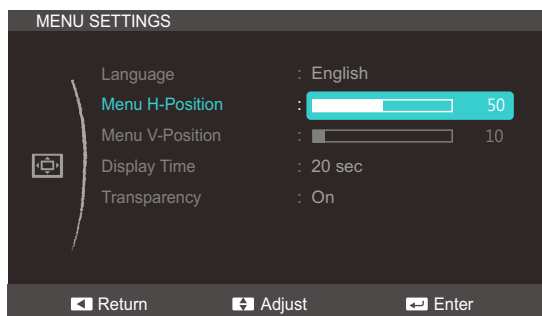 MENU SETTINGS
Language : English
Menu H-Position : 50
Menu V-Position : 10
Display Time : 20 sec
Transparency : On
Return Adjust Enter